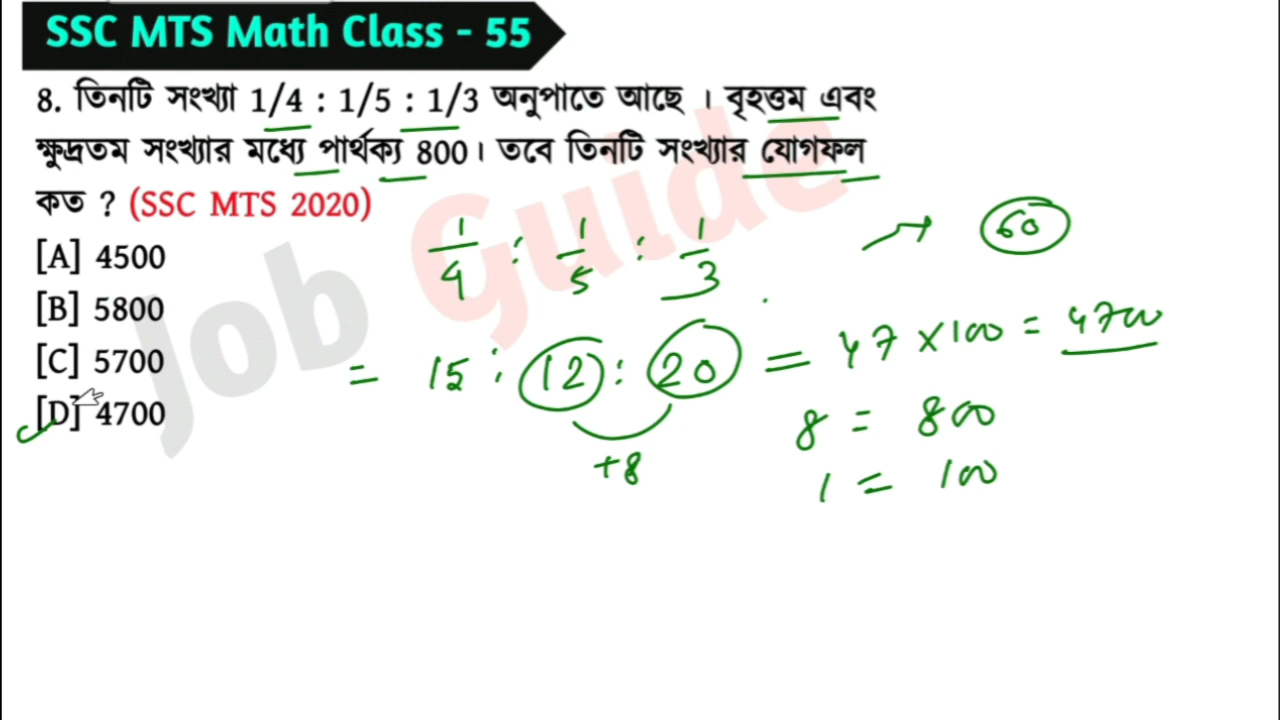 SSC MTS Math Class - 55
8. তিনটি সংখ্যা 1/4 : 1/5 : 1/3 অনুপাতে আছে । বৃহত্তম এবং
ক্ষুদ্রতম সংখ্যার মধ্যে পার্থক্য 800। তবে তিনটি সংখ্যার যোগফল
কত ? (SSC MTS 2020)
[A] 4500
[B] 5800
[C] 5700
[D] 4700
Job Guide
1/4 : 1/5 : 1/3 → 60
= 15 : 12 : 20 = 47 × 100 = 4700
+8
8 = 800
1 = 100